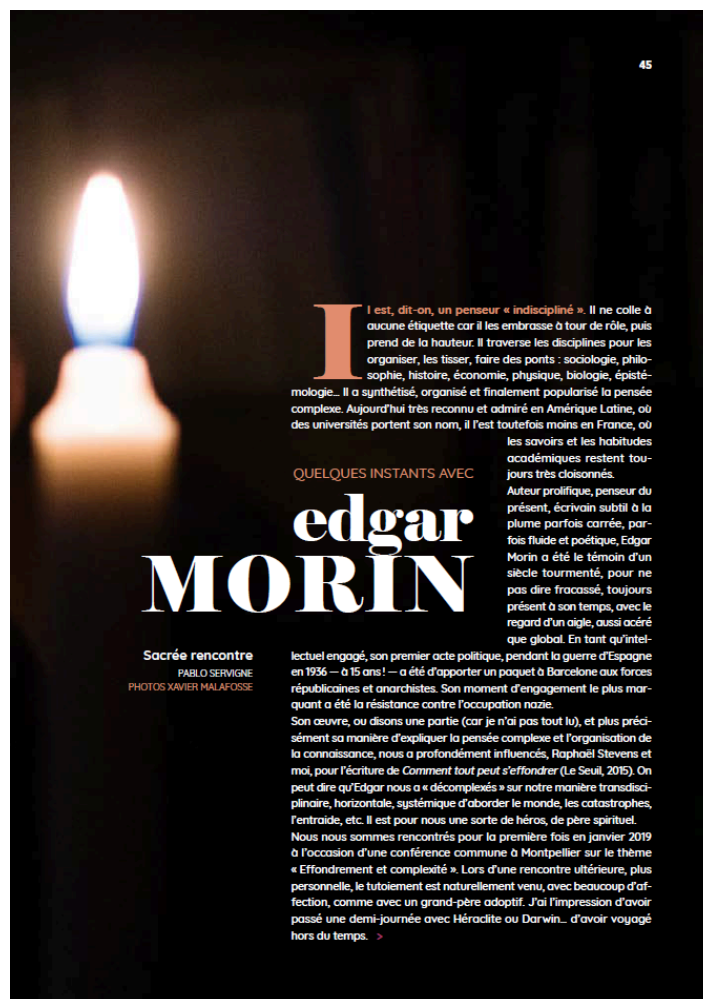 45
Il est, dit-on, un penseur « indiscipliné ». Il ne colle à
aucune étiquette car il les embrasse à tour de rôle, puis
prend de la hauteur. Il traverse les disciplines pour les
organiser, les tisser, faire des ponts : sociologie, philo-
sophie, histoire, économie, physique, biologie, épisté-
mologie... Il a synthétisé, organisé et finalement popularisé la pensée
complexe. Aujourd'hui très reconnu et admiré en Amérique Latine, où
des universités portent son nom, il l'est toutefois moins en France, où
les savoirs et les habitudes
académiques restent tou-
jours très cloisonnés.
Auteur prolifique, penseur du
présent, écrivain subtil à la
plume parfois carrée, par-
fois fluide et poétique, Edgar
Morin a été le témoin d'un
siècle tourmenté, pour ne
pas dire fracassé, toujours
présent à son temps, avec le
regard d'un aigle, aussi acéré
que global. En tant qu'intel-
lectuel engagé, son premier acte politique, pendant la guerre d'Espagne
en 1936 — à 15 ans ! — a été d'apporter un paquet à Barcelone aux forces
républicaines et anarchistes. Son moment d'engagement le plus mar-
quant a été la résistance contre l'occupation nazie.
Son œuvre, ou disons une partie (car je n'ai pas tout lu), et plus préci-
sément sa manière d'expliquer la pensée complexe et l'organisation de
la connaissance, nous a profondément influencés, Raphaël Stevens et
moi, pour l'écriture de Comment tout peut s'effondrer (Le Seuil, 2015). On
peut dire qu'Edgar nous a « décomplexés » sur notre manière transdisci-
plinaire, horizontale, systémique d'aborder le monde, les catastrophes,
l'entraide, etc. Il est pour nous une sorte de héros, de père spirituel.
Nous nous sommes rencontrés pour la première fois en janvier 2019
à l'occasion d'une conférence commune à Montpellier sur le thème
« Effondrement et complexité ». Lors d'une rencontre ultérieure, plus
personnelle, le tutoiement est naturellement venu, avec beaucoup d'af-
fection, comme avec un grand-père adoptif. J'ai l'impression d'avoir
passé une demi-journée avec Héraclite ou Darwin... d'avoir voyagé
hors du temps. >
QUELQUES INSTANTS AVEC
edgar
MORIN
Sacrée rencontre
PABLO SERVIGNE
PHOTOS XAVIER MALAFOSSE